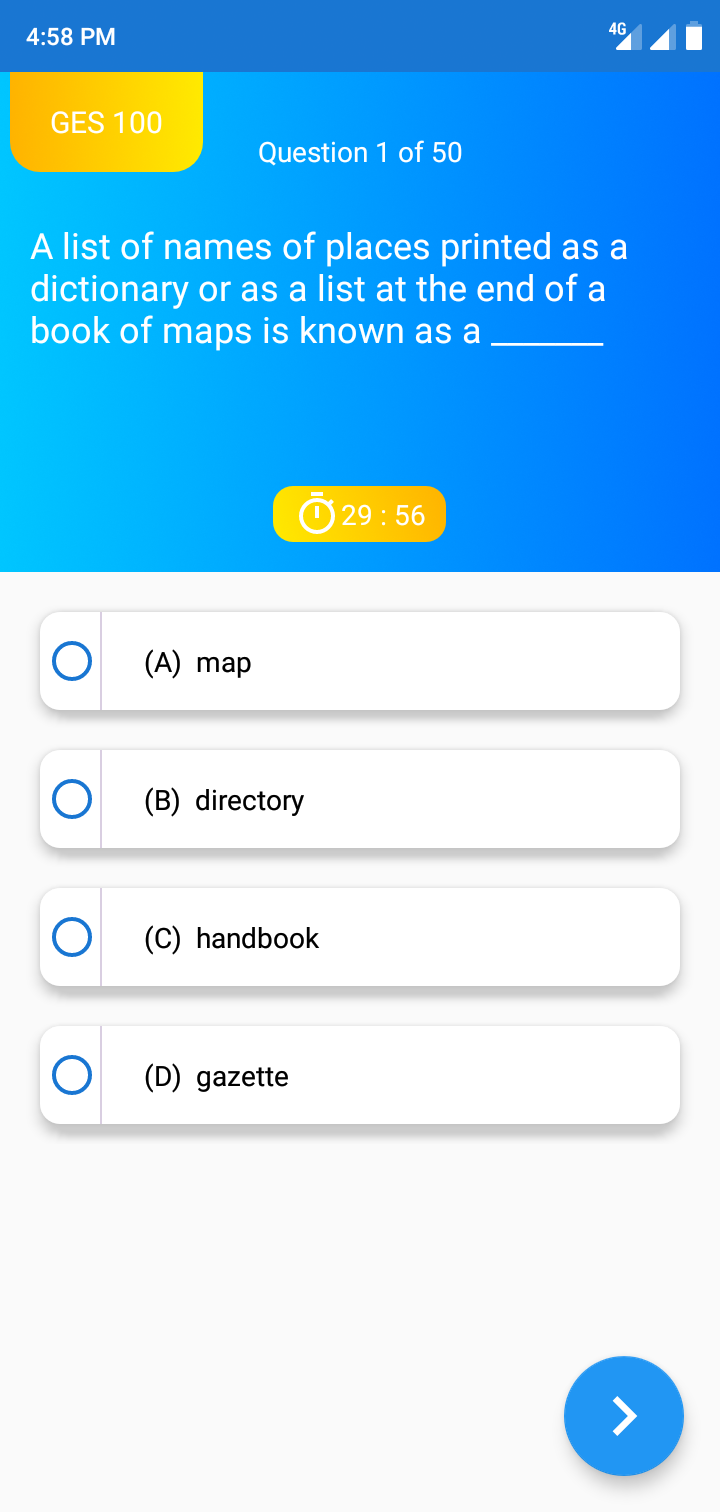 4:58 PM
4G
GES 100
Question 1 of 50
A list of names of places printed as a
dictionary or as a list at the end of a
book of maps is known as a _______
29 : 56
(A) map
(B) directory
(C) handbook
(D) gazette